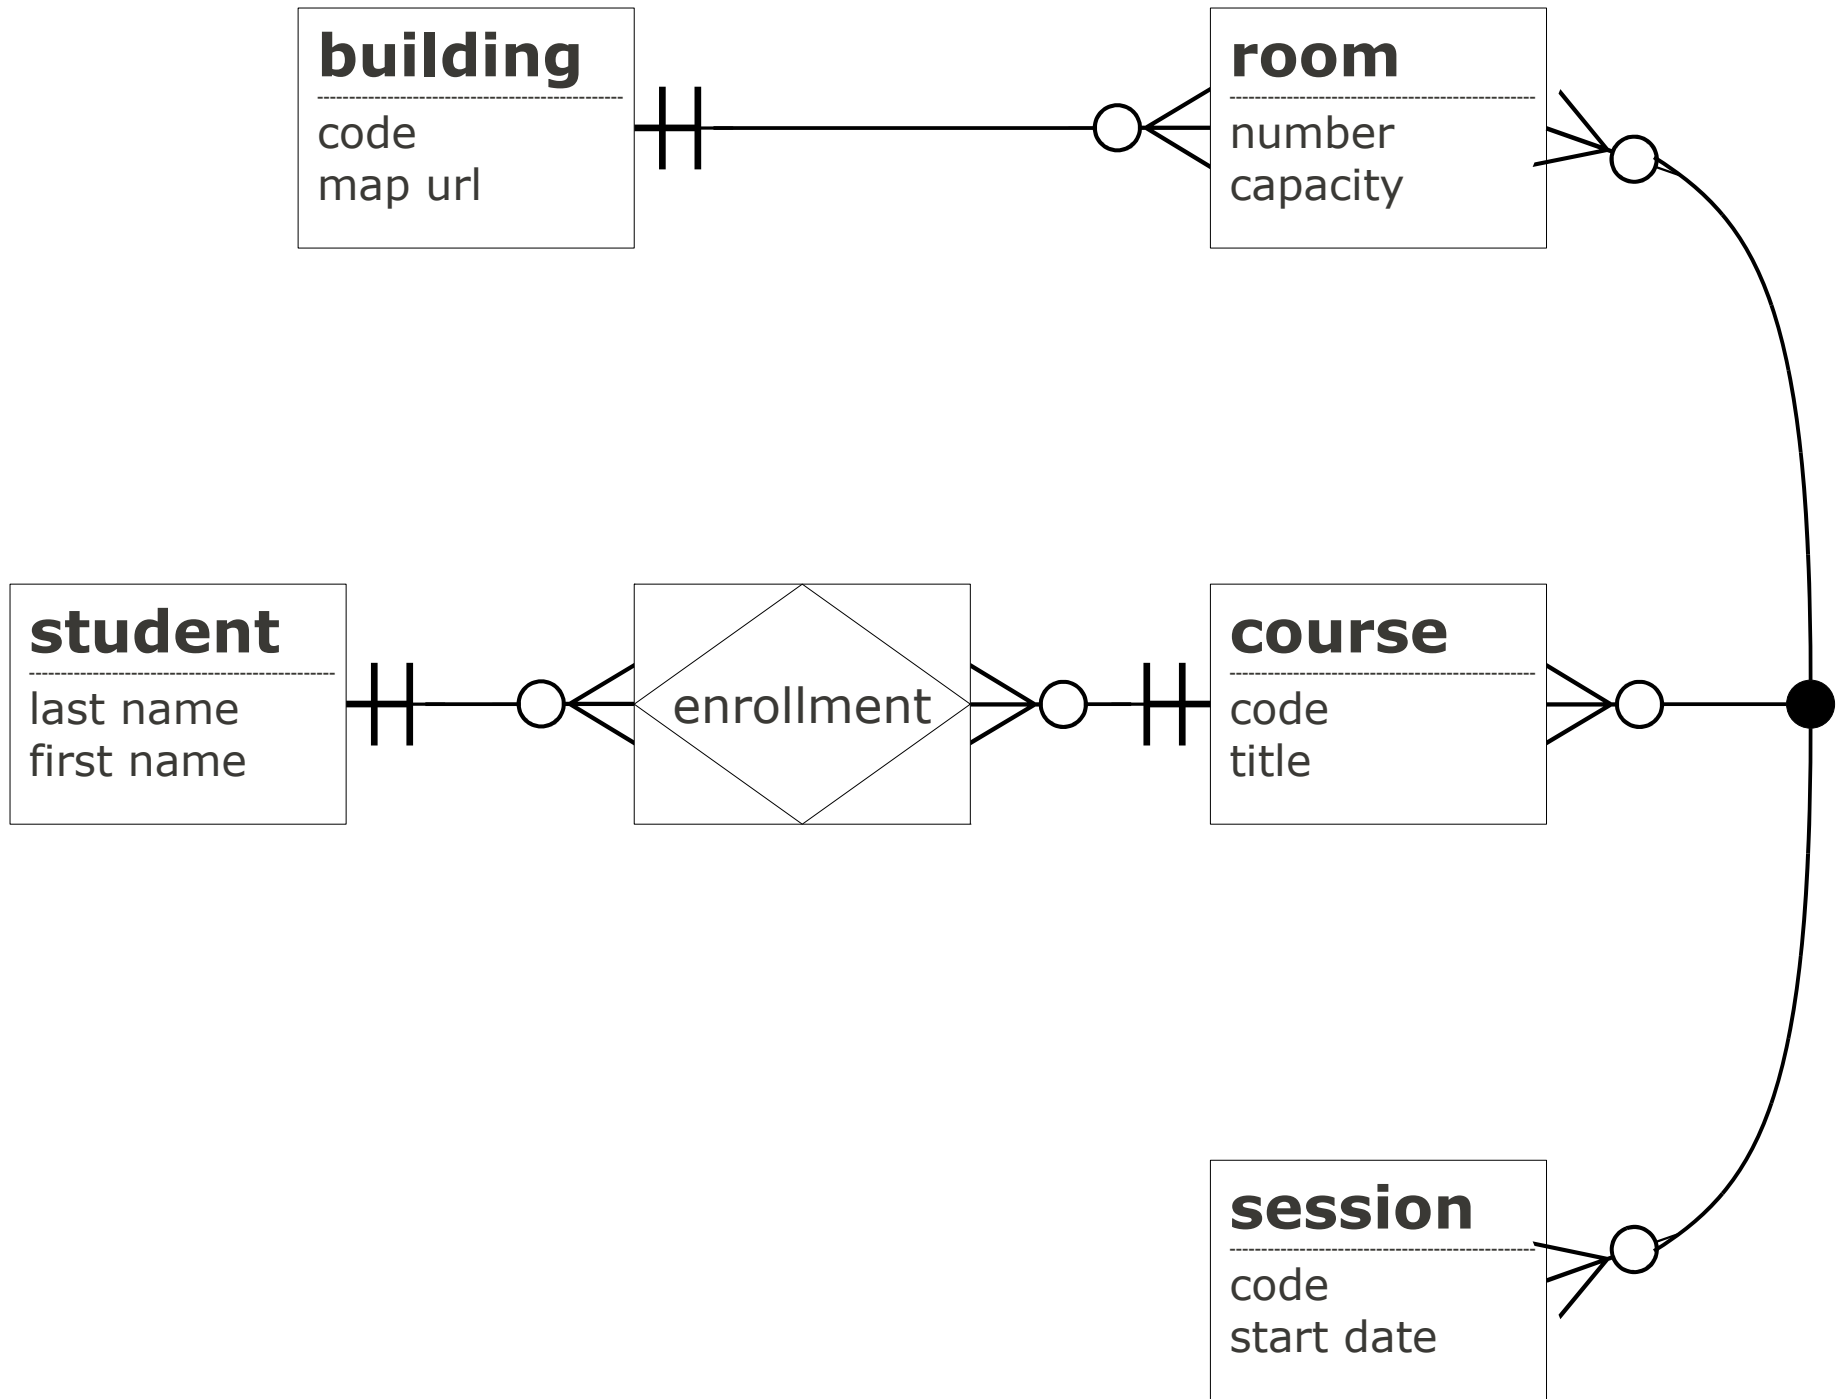 building
code
map url
room
number
capacity
student
last name
first name
enrollment
course
code
title
session
code
start date